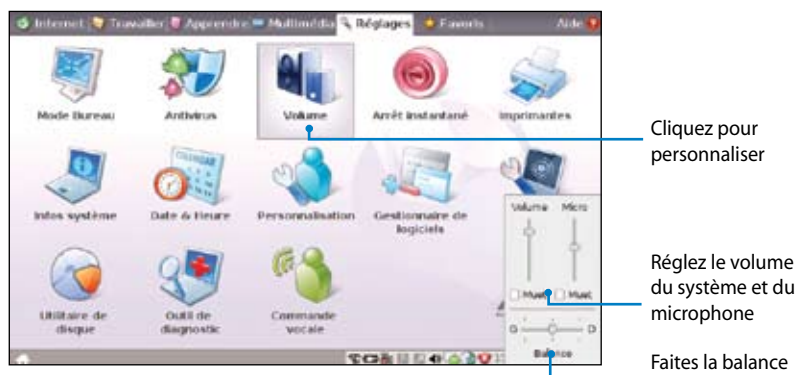 Internet Travailler Apprendre Multimédia Réglages Favoris Aide
Mode Bureau Antivirus Volume Arrêt instantané Imprimantes
Infos système Date & Heure Personnalisation Gestionnaire de
logiciels
Utilitaire de
disque
Outil de
diagnostic
Commande
vocale
Volume Micro
Muet Muet
G D
Balance
Cliquez pour
personnaliser
Réglez le volume
du système et du
microphone
Faites la balance